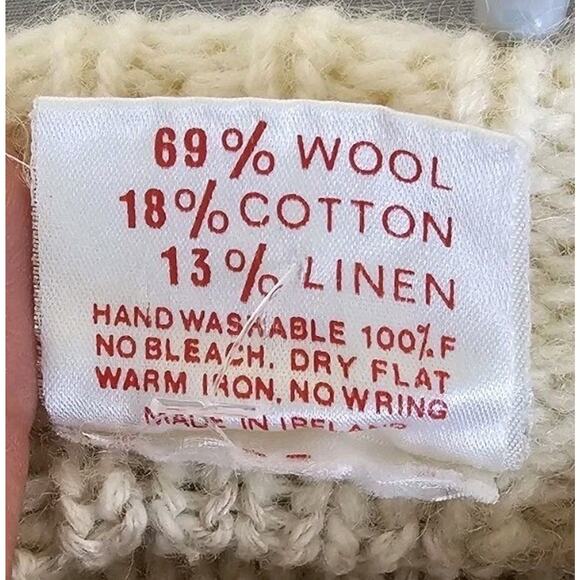 69% WOOL
18% COTTON
13% LINEN
HAND WASHABLE 100%F
NO BLEACH. DRY FLAT
WARM IRON, NO WRING
MADE IN IRELAND